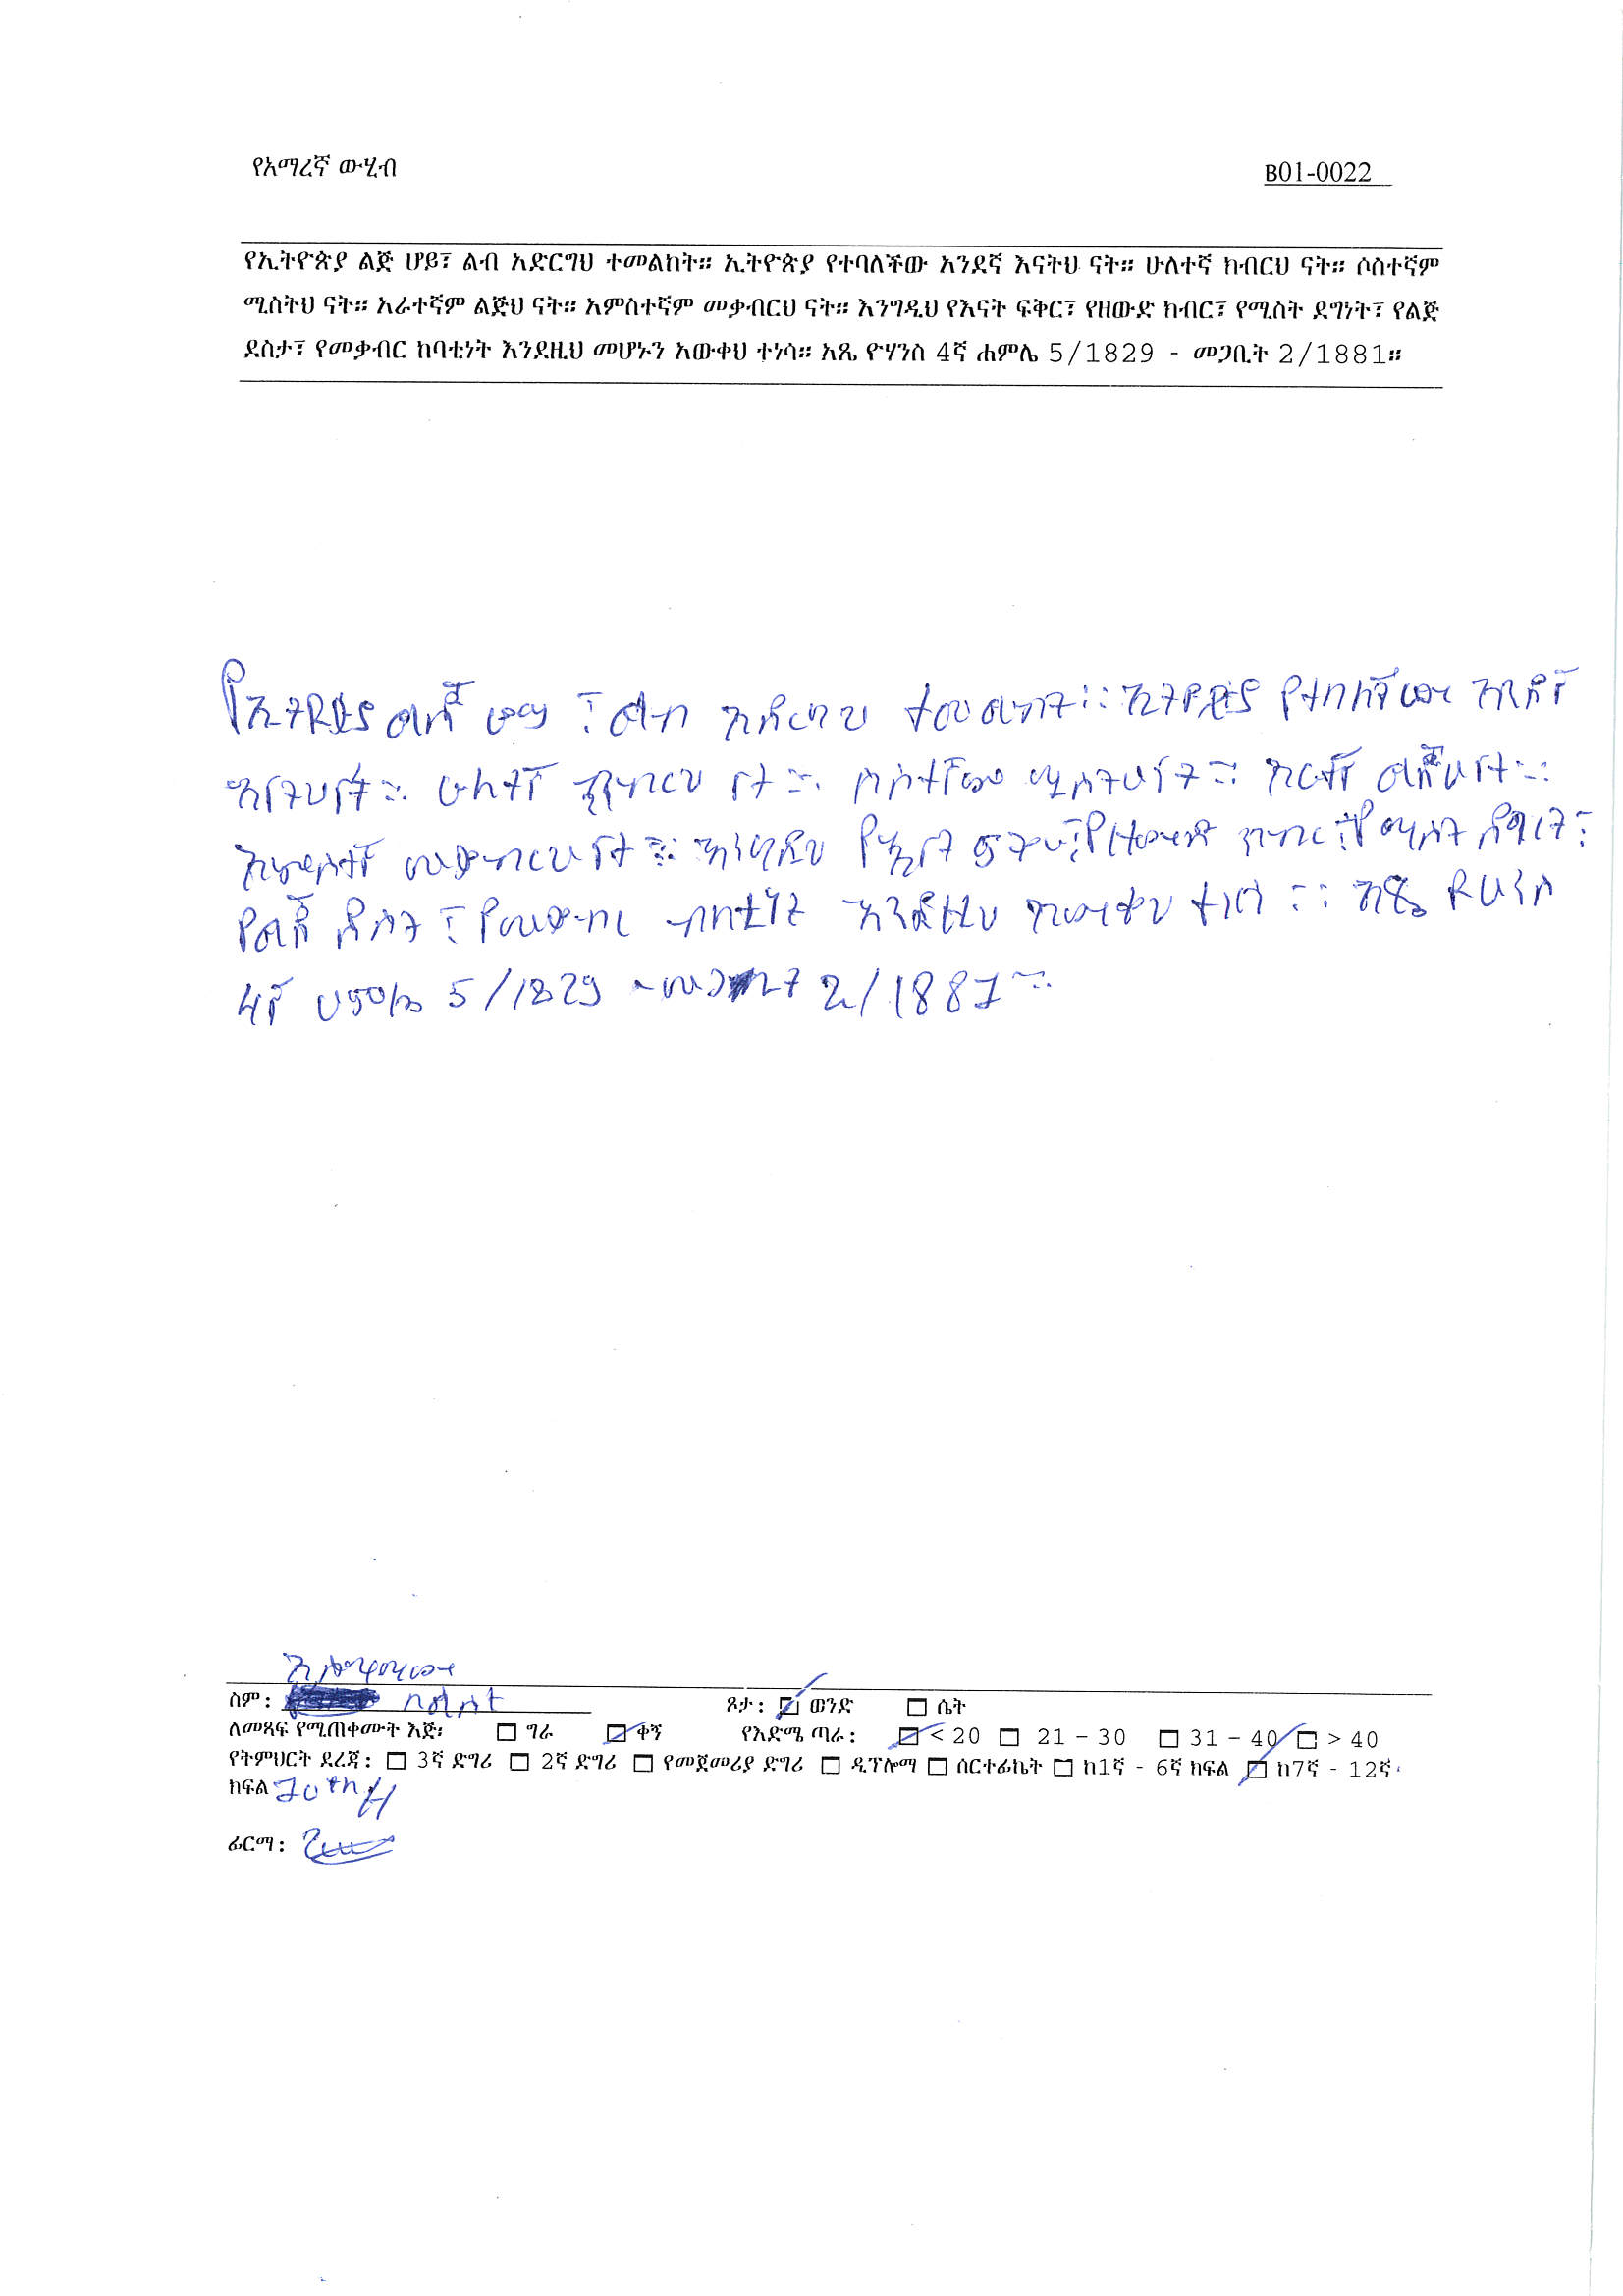 የአማረኛ ውሂብ
B01-0022
የኢትዮጵያ ልጅ ሆይ፣ ልብ አድርግህ ተመልከት። ኢትዮጵያ የተባለችው አንደኛ እናትህ ናት። ሁለተኛ ክብርህ ናት። ሶስተኛም
ሚስትህ ናት። አራተኛም ልጅህ ናት። አምስተኛም መቃብርህ ናት። እንግዲህ የእናት ፍቅር፣ የዘውድ ክብር፣ የሚስት ደግነት፣ የልጅ
ደስታ፣ የመቃብር ከባቲነት እንደዚህ መሆኑን አውቀህ ተነሳ። አጼ ዮሃንስ 4ኛ ሐምሌ 5/1829 - መጋቢት 2/1881።
የኢትዮጵያ ልጅ ሆይ ፣ ልብ አድርግህ ተመልከት ። ኢትዮጵያ የተባለችው አንደኛ
እናትህ ናት ። ሁለተኛ ክብርህ ናት ። ሶስተኛም ሚስትህ ናት ። አራተኛ ልጅህ ናት ።
አምስተኛ መቃብርህ ናት ። እንግዲህ የእናት ፍቅር ፣ የዘውድ ክብር ፣ የሚስት ደግነት ፣
የልጅ ደስታ ፣ የመቃብር ከባቲነት እንደዚህ አውቀህ ተነሳ ። አጼ ዮሃንስ
4ኛ ሀምሌ 5/1829 - መጋቢት 2/1881 ።
ስም:
ጾታ: ወንድ ሴት
ለመጻፍ የሚጠቀሙት እጅ፡ ግራ ቀኝ የእድሜ ጣራ: < 20 21 – 30 31 – 40 > 40
የትምህርት ደረጃ: 3ኛ ድግሪ 2ኛ ድግሪ የመጀመሪያ ድግሪ ዲፕሎማ ሰርተፊኬት ከ1ኛ - 6ኛ ክፍል ከ7ኛ - 12ኛ
ክፍል 10th
ፊርማ: